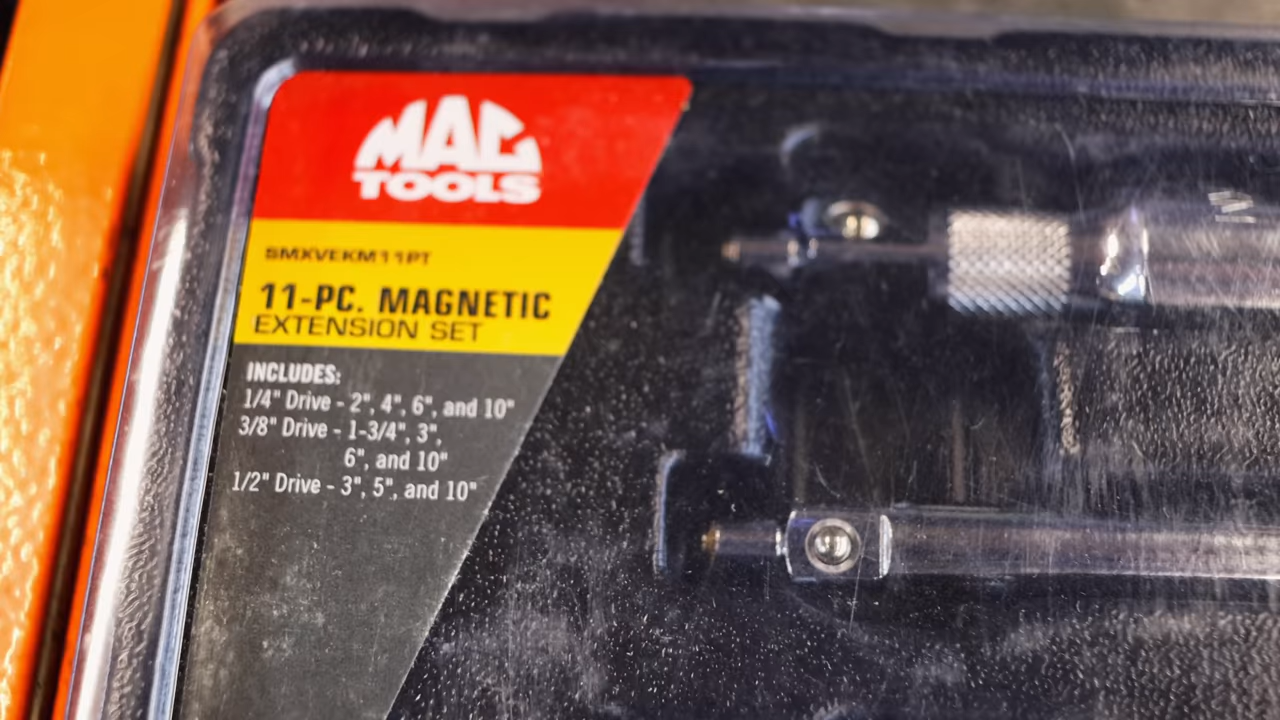 MAC
TOOLS
SMXVEKM11PT
11-PC. MAGNETIC
EXTENSION SET
INCLUDES:
1/4" Drive - 2", 4", 6", and 10"
3/8" Drive - 1-3/4", 3",
6", and 10"
1/2" Drive - 3", 5", and 10"